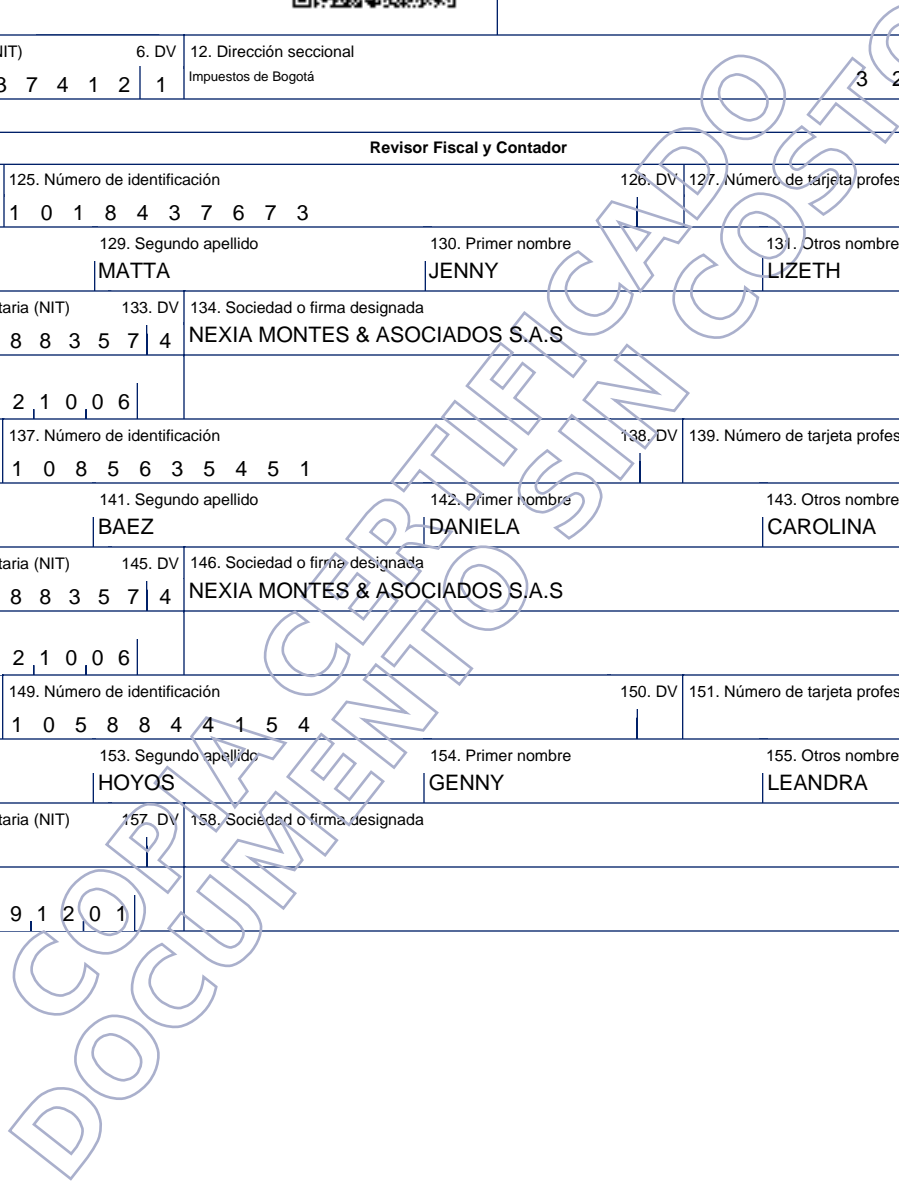 NIT) 6. DV 12. Dirección seccional
3 7 4 1 2 1 Impuestos de Bogotá 3 2
Revisor Fiscal y Contador
125. Número de identificación 126. DV 127. Número de tarjeta profes
1 0 1 8 4 3 7 6 7 3
129. Segundo apellido 130. Primer nombre 131. Otros nombre
MATTA JENNY LIZETH
taria (NIT) 133. DV 134. Sociedad o firma designada
8 8 3 5 7 4 NEXIA MONTES & ASOCIADOS S.A.S
2 1 0 0 6
137. Número de identificación 138. DV 139. Número de tarjeta profes
1 0 8 5 6 3 5 4 5 1
141. Segundo apellido 142. Primer nombre 143. Otros nombre
BAEZ DANIELA CAROLINA
taria (NIT) 145. DV 146. Sociedad o firma designada
8 8 3 5 7 4 NEXIA MONTES & ASOCIADOS S.A.S
2 1 0 0 6
149. Número de identificación 150. DV 151. Número de tarjeta profes
1 0 5 8 8 4 4 1 5 4
153. Segundo apellido 154. Primer nombre 155. Otros nombre
HOYOS GENNY LEANDRA
taria (NIT) 157. DV 158. Sociedad o firma designada
9 1 2 0 1
COPIA CERTIFICADO
DOCUMENTO SIN COSTO